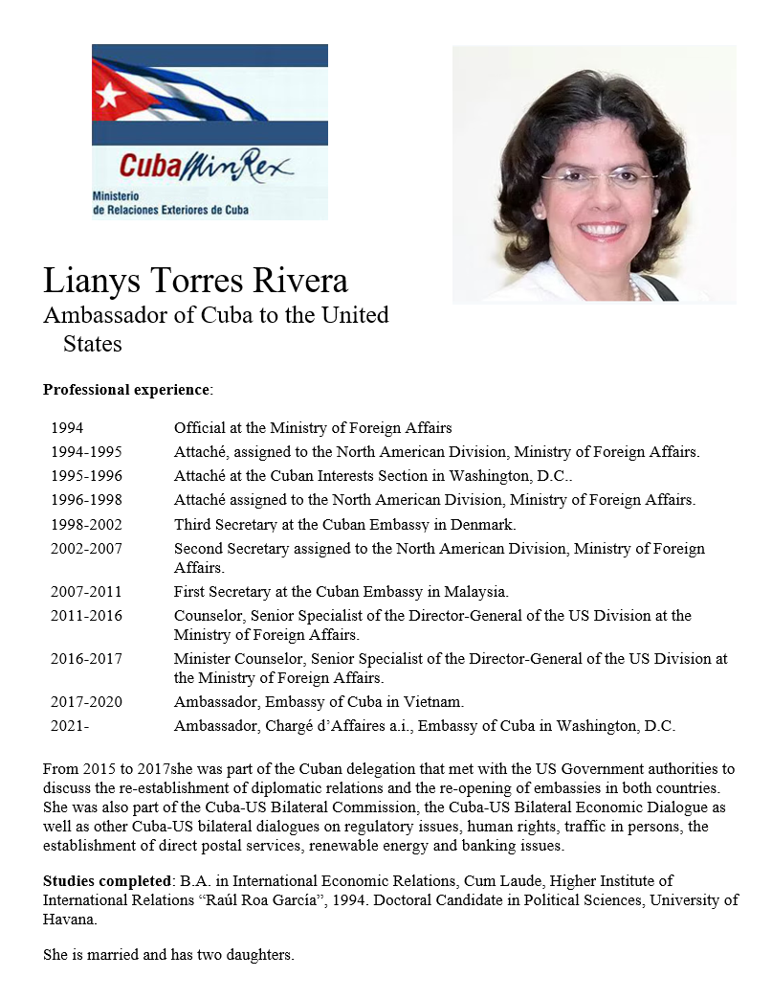 CubaMinRex
Ministerio
de Relaciones Exteriores de Cuba
Lianys Torres Rivera
Ambassador of Cuba to the United
States
Professional experience:
1994 Official at the Ministry of Foreign Affairs
1994-1995 Attaché, assigned to the North American Division, Ministry of Foreign Affairs.
1995-1996 Attaché at the Cuban Interests Section in Washington, D.C..
1996-1998 Attaché assigned to the North American Division, Ministry of Foreign Affairs.
1998-2002 Third Secretary at the Cuban Embassy in Denmark.
2002-2007 Second Secretary assigned to the North American Division, Ministry of Foreign
Affairs.
2007-2011 First Secretary at the Cuban Embassy in Malaysia.
2011-2016 Counselor, Senior Specialist of the Director-General of the US Division at the
Ministry of Foreign Affairs.
2016-2017 Minister Counselor, Senior Specialist of the Director-General of the US Division at
the Ministry of Foreign Affairs.
2017-2020 Ambassador, Embassy of Cuba in Vietnam.
2021- Ambassador, Chargé d’Affaires a.i., Embassy of Cuba in Washington, D.C.
From 2015 to 2017she was part of the Cuban delegation that met with the US Government authorities to
discuss the re-establishment of diplomatic relations and the re-opening of embassies in both countries.
She was also part of the Cuba-US Bilateral Commission, the Cuba-US Bilateral Economic Dialogue as
well as other Cuba-US bilateral dialogues on regulatory issues, human rights, traffic in persons, the
establishment of direct postal services, renewable energy and banking issues.
Studies completed: B.A. in International Economic Relations, Cum Laude, Higher Institute of
International Relations “Raúl Roa García”, 1994. Doctoral Candidate in Political Sciences, University of
Havana.
She is married and has two daughters.